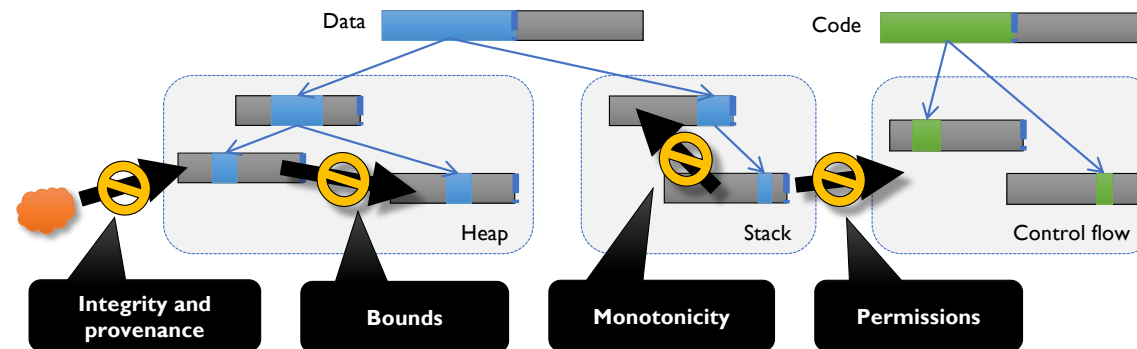 Data
Code
Heap
Stack
Control flow
Integrity and
provenance
Bounds
Monotonicity
Permissions